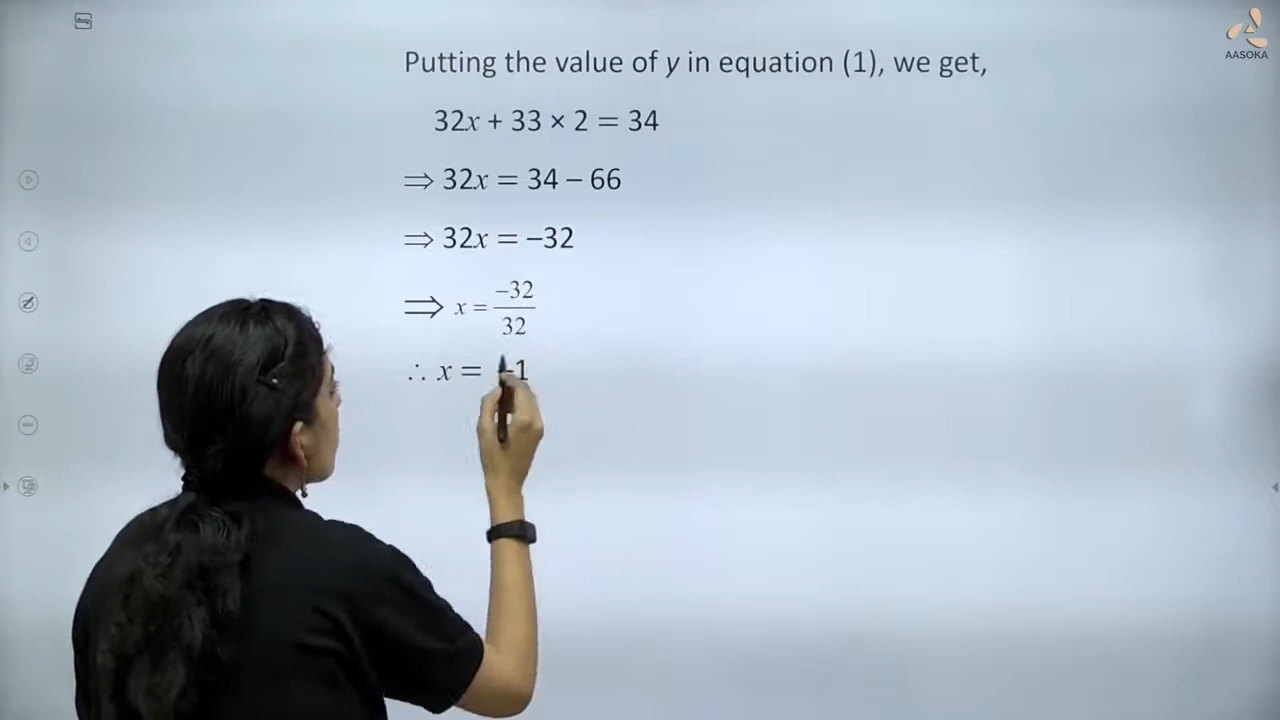 AASOKA
Putting the value of y in equation (1), we get,
32x + 33 × 2 = 34
⇒ 32x = 34 – 66
⇒ 32x = –32
⇒ x = –32/32
∴ x = –1